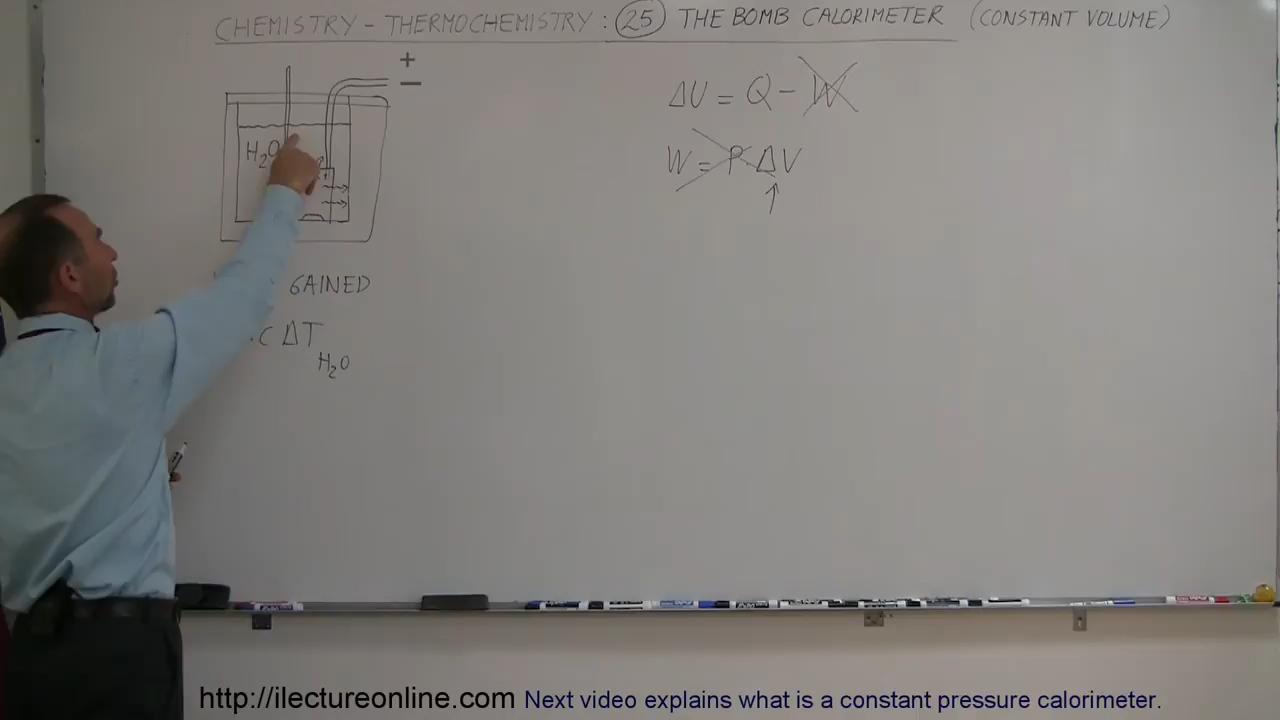 CHEMISTRY - THERMOCHEMISTRY : 25 THE BOMB CALORIMETER (CONSTANT VOLUME)
+
−
H₂O
ΔU = Q - W
W = P ΔV
GAINED
C ΔT
H₂O
http://ilectureonline.com Next video explains what is a constant pressure calorimeter.